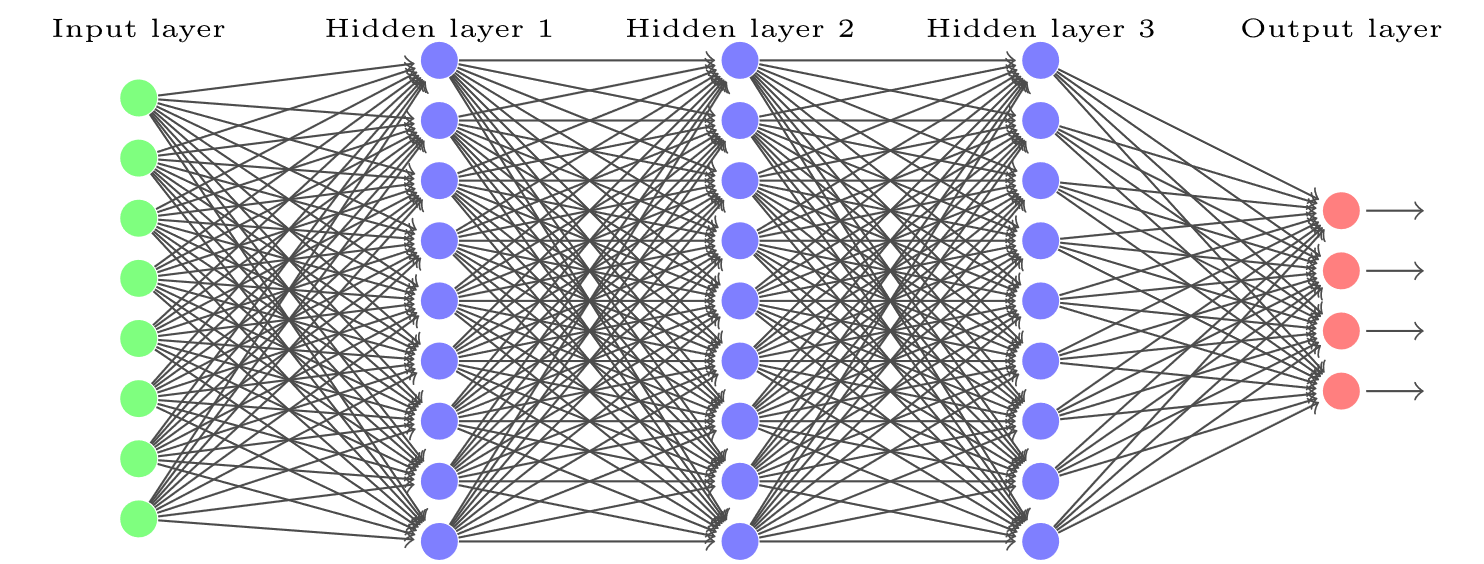 Input layer
Hidden layer 1
Hidden layer 2
Hidden layer 3
Output layer